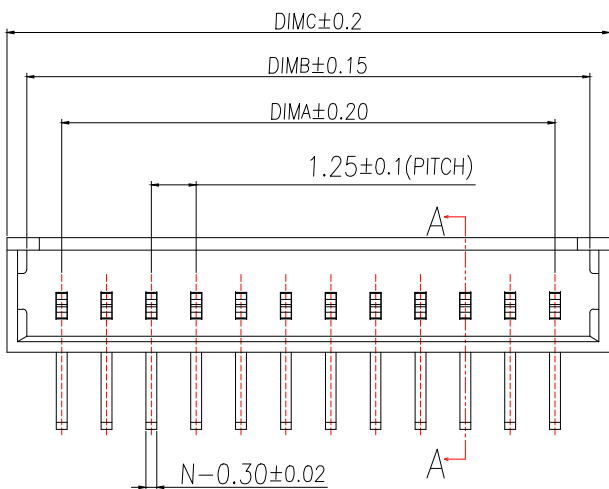 DIMC±0.2
DIMB±0.15
DIMA±0.20
1.25±0.1(PITCH)
A
A
N-0.30±0.02